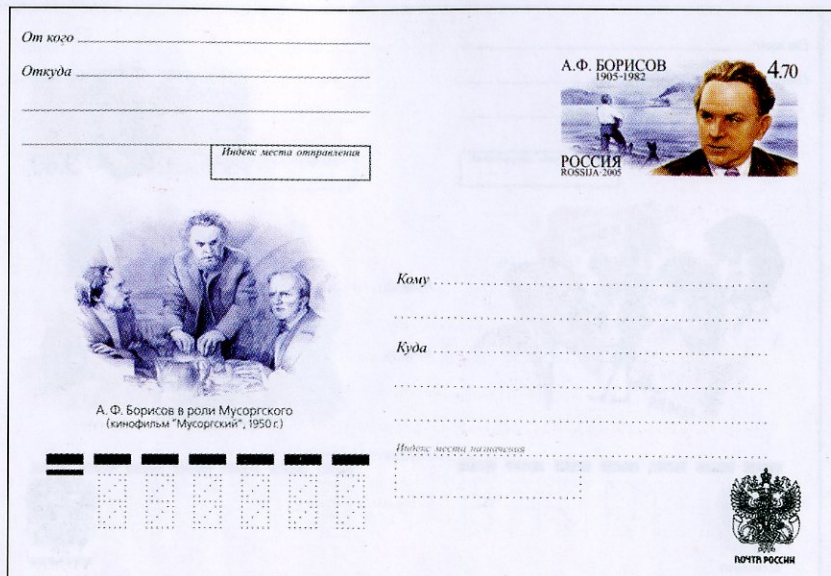 От кого
Откуда
Индекс места отправления
А.Ф. БОРИСОВ
1905-1982
4.70
РОССИЯ
ROSSIJA·2005
А. Ф. Борисов в роли Мусоргского
(кинофильм "Мусоргский", 1950 г.)
Кому
Куда
Индекс места назначения
ПОЧТА РОССИИ